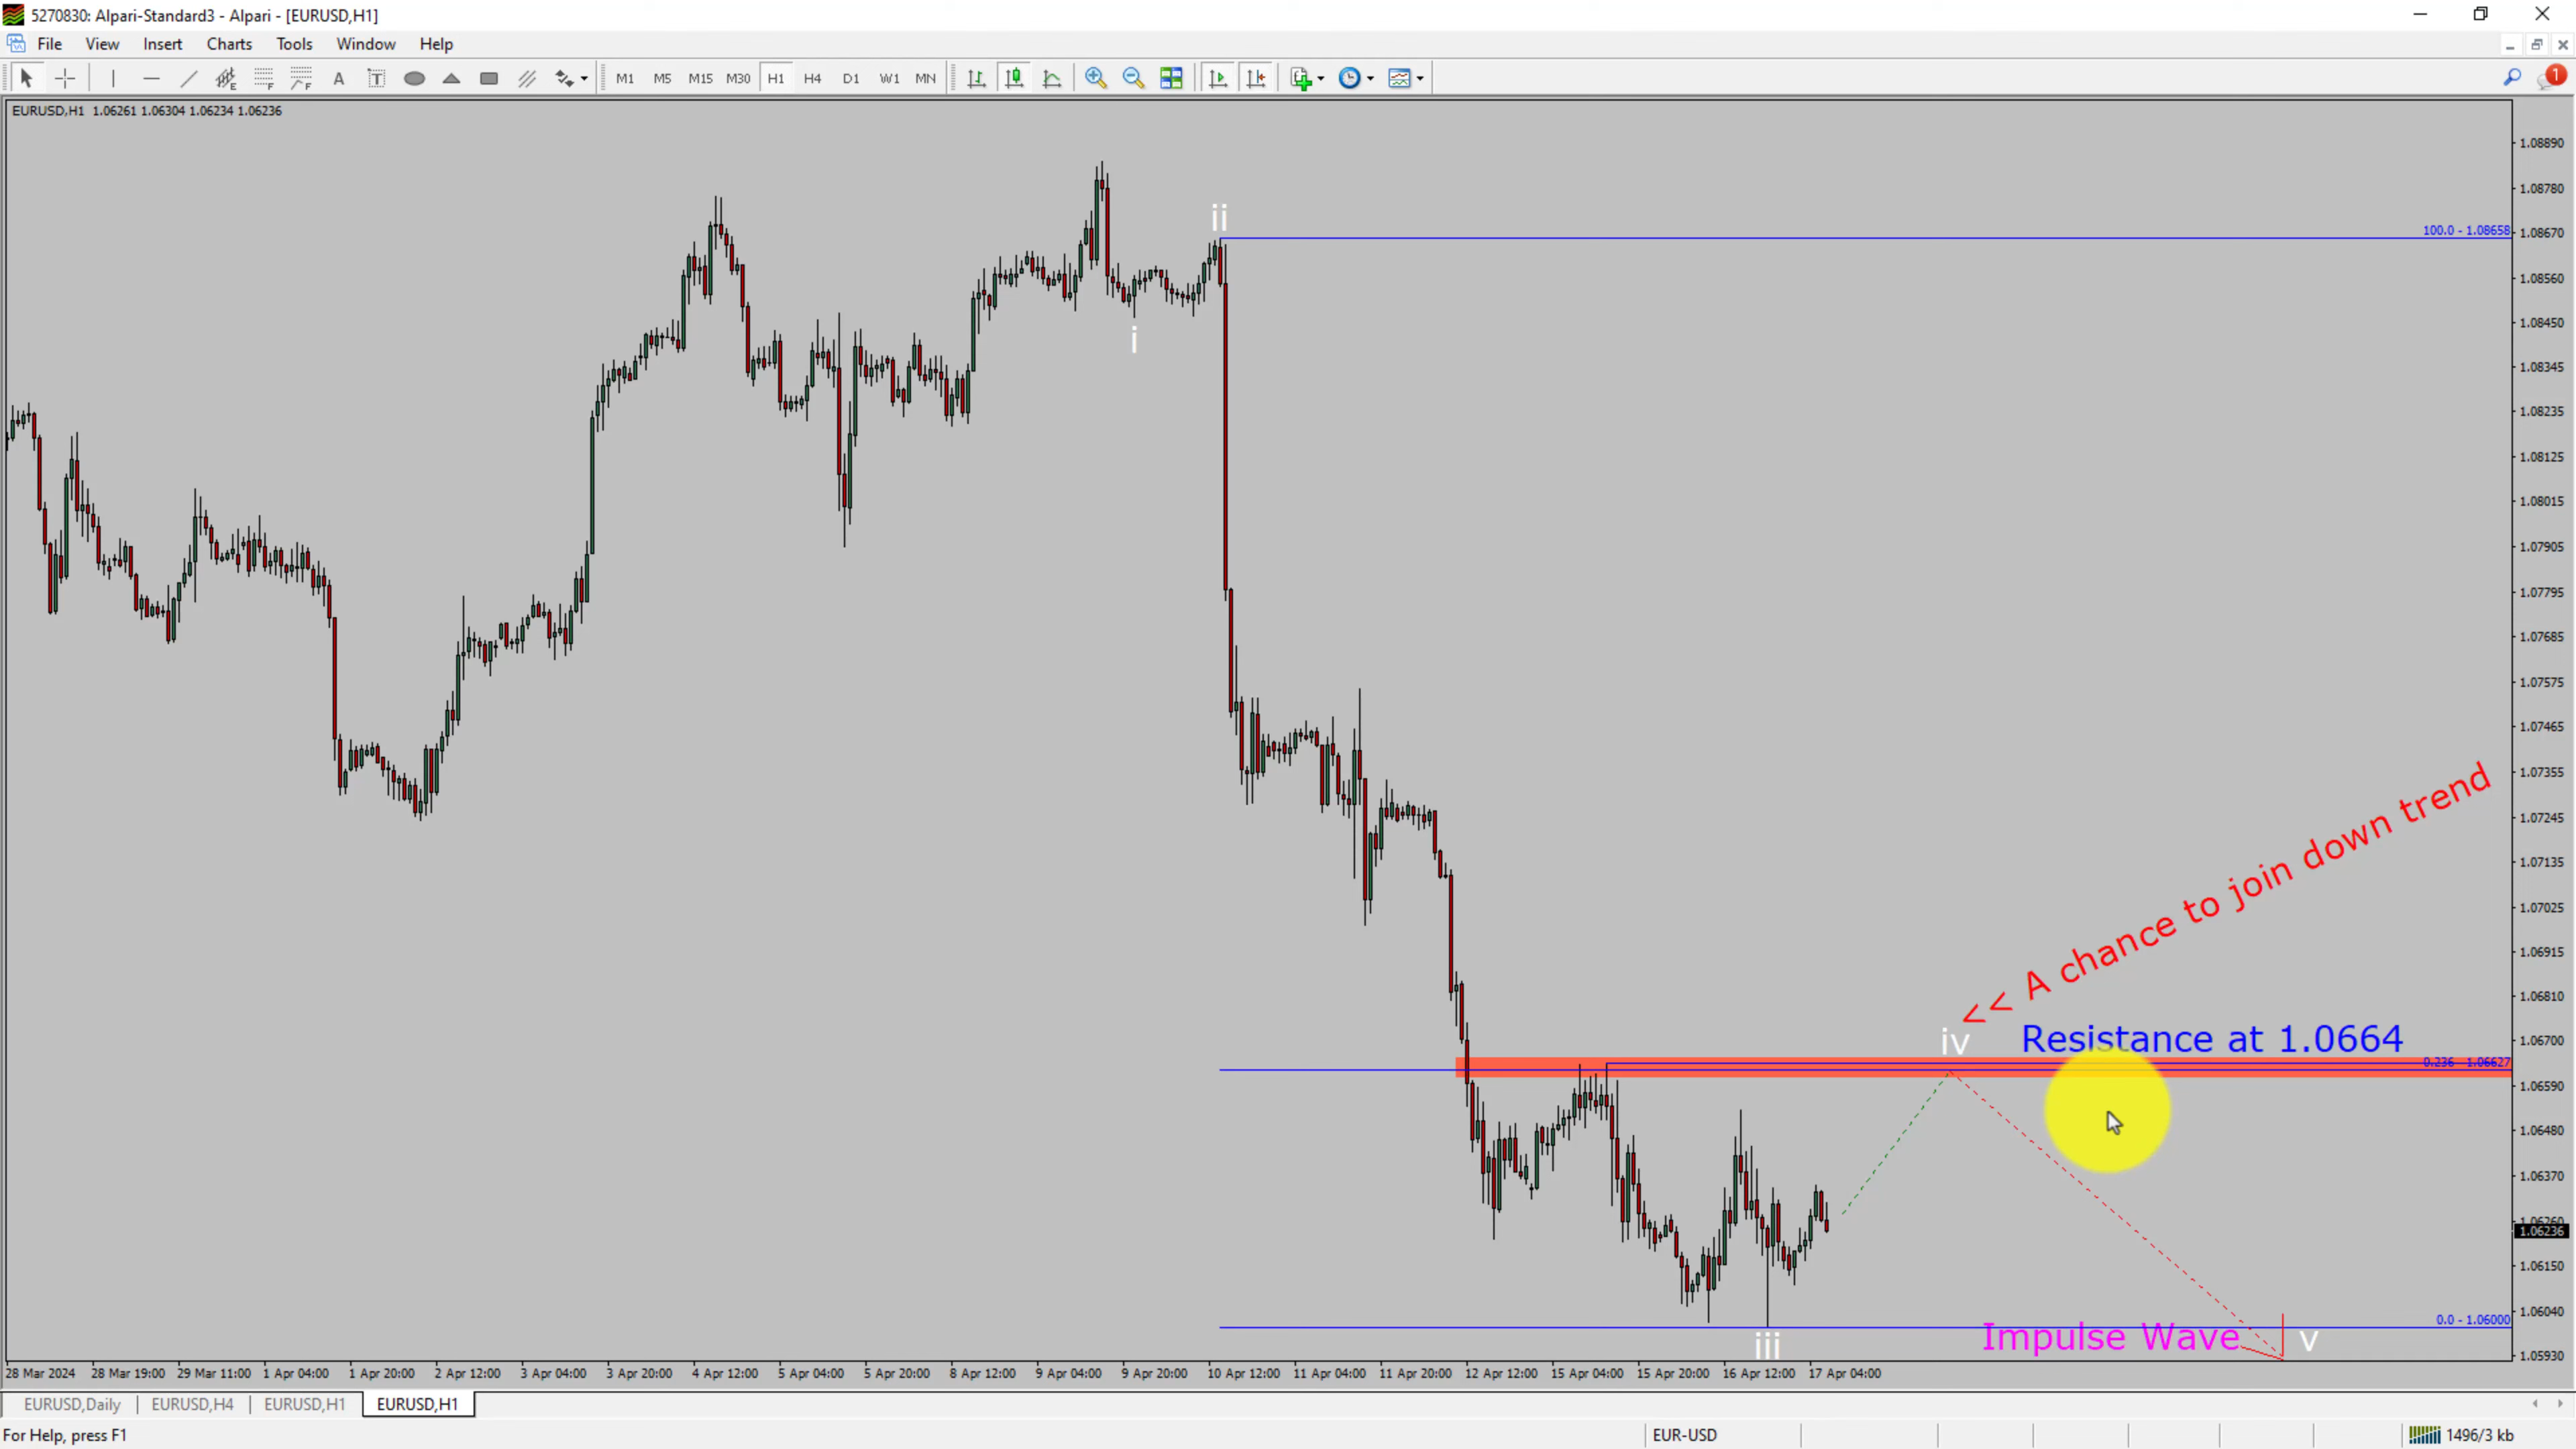 5270830: Alpari-Standard3 - Alpari - [EURUSD,H1]
File View Insert Charts Tools Window Help
A T M1 M5 M15 M30 H1 H4 D1 W1 MN 1
EURUSD,H1 1.06261 1.06304 1.06234 1.06236
1.08890
1.08780
ii
100.0 - 1.08658
1.08670
1.08560
1.08450
i
1.08345
1.08235
1.08125
1.08015
1.07905
1.07795
1.07685
1.07575
1.07465
1.07355
1.07245
1.07135
1.07025
1.06915
<< A chance to join down trend
1.06810
iv
Resistance at 1.0664
1.06700
0.236 - 1.06627
1.06590
1.06480
1.06370
1.06260
1.06236
1.06150
1.06040
0.0 - 1.06000
iii
Impulse Wave
v
1.05930
28 Mar 2024 28 Mar 19:00 29 Mar 11:00 1 Apr 04:00 1 Apr 20:00 2 Apr 12:00 3 Apr 04:00 3 Apr 20:00 4 Apr 12:00 5 Apr 04:00 5 Apr 20:00 8 Apr 12:00 9 Apr 04:00 9 Apr 20:00 10 Apr 12:00 11 Apr 04:00 11 Apr 20:00 12 Apr 12:00 15 Apr 04:00 15 Apr 20:00 16 Apr 12:00 17 Apr 04:00
EURUSD,Daily EURUSD,H4 EURUSD,H1 EURUSD,H1
For Help, press F1 EUR-USD 1496/3 kb